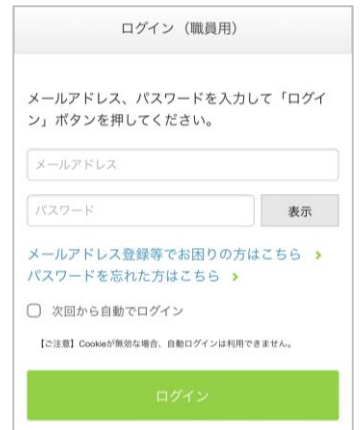 ログイン（職員用）
メールアドレス、パスワードを入力して「ログイ
ン」ボタンを押してください。
メールアドレス
パスワード
表示
メールアドレス登録等でお困りの方はこちら
パスワードを忘れた方はこちら
次回から自動でログイン
【ご注意】Cookieが無効な場合、自動ログインは利用できません。
ログイン